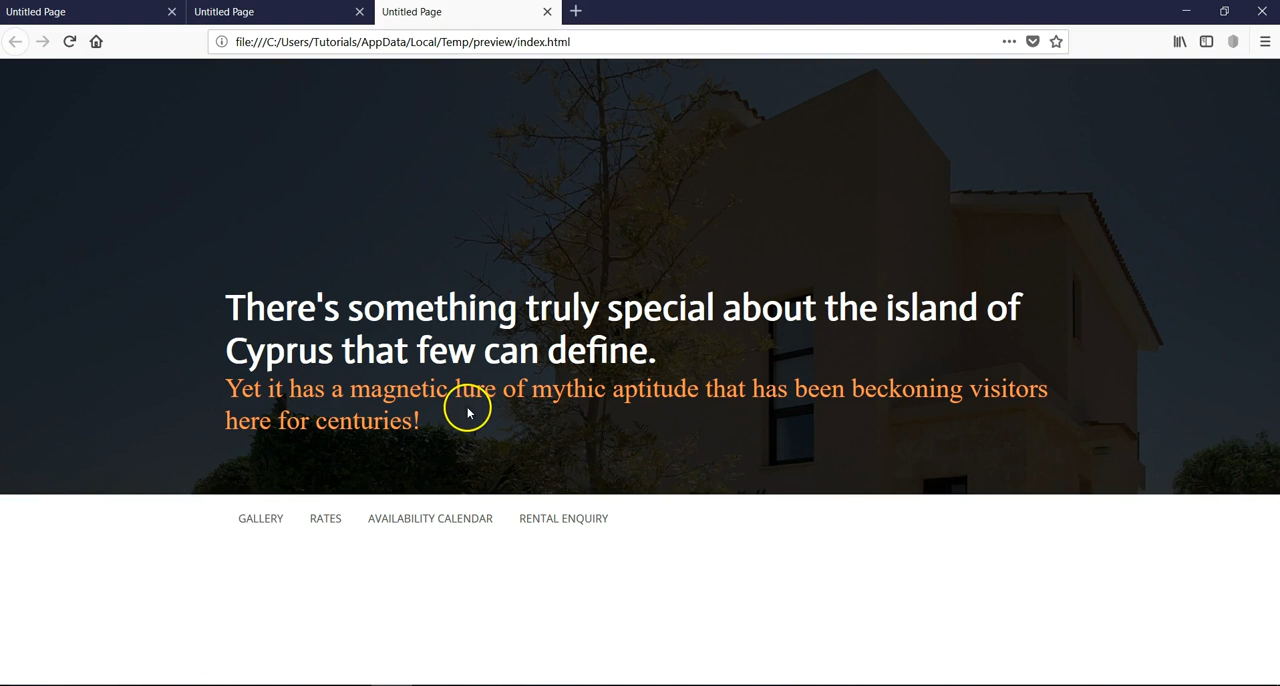 Untitled Page
Untitled Page
Untitled Page
file:///C:/Users/Tutorials/AppData/Local/Temp/preview/index.html
There's something truly special about the island of
Cyprus that few can define.
Yet it has a magnetic lure of mythic aptitude that has been beckoning visitors
here for centuries!
GALLERY RATES AVAILABILITY CALENDAR RENTAL ENQUIRY